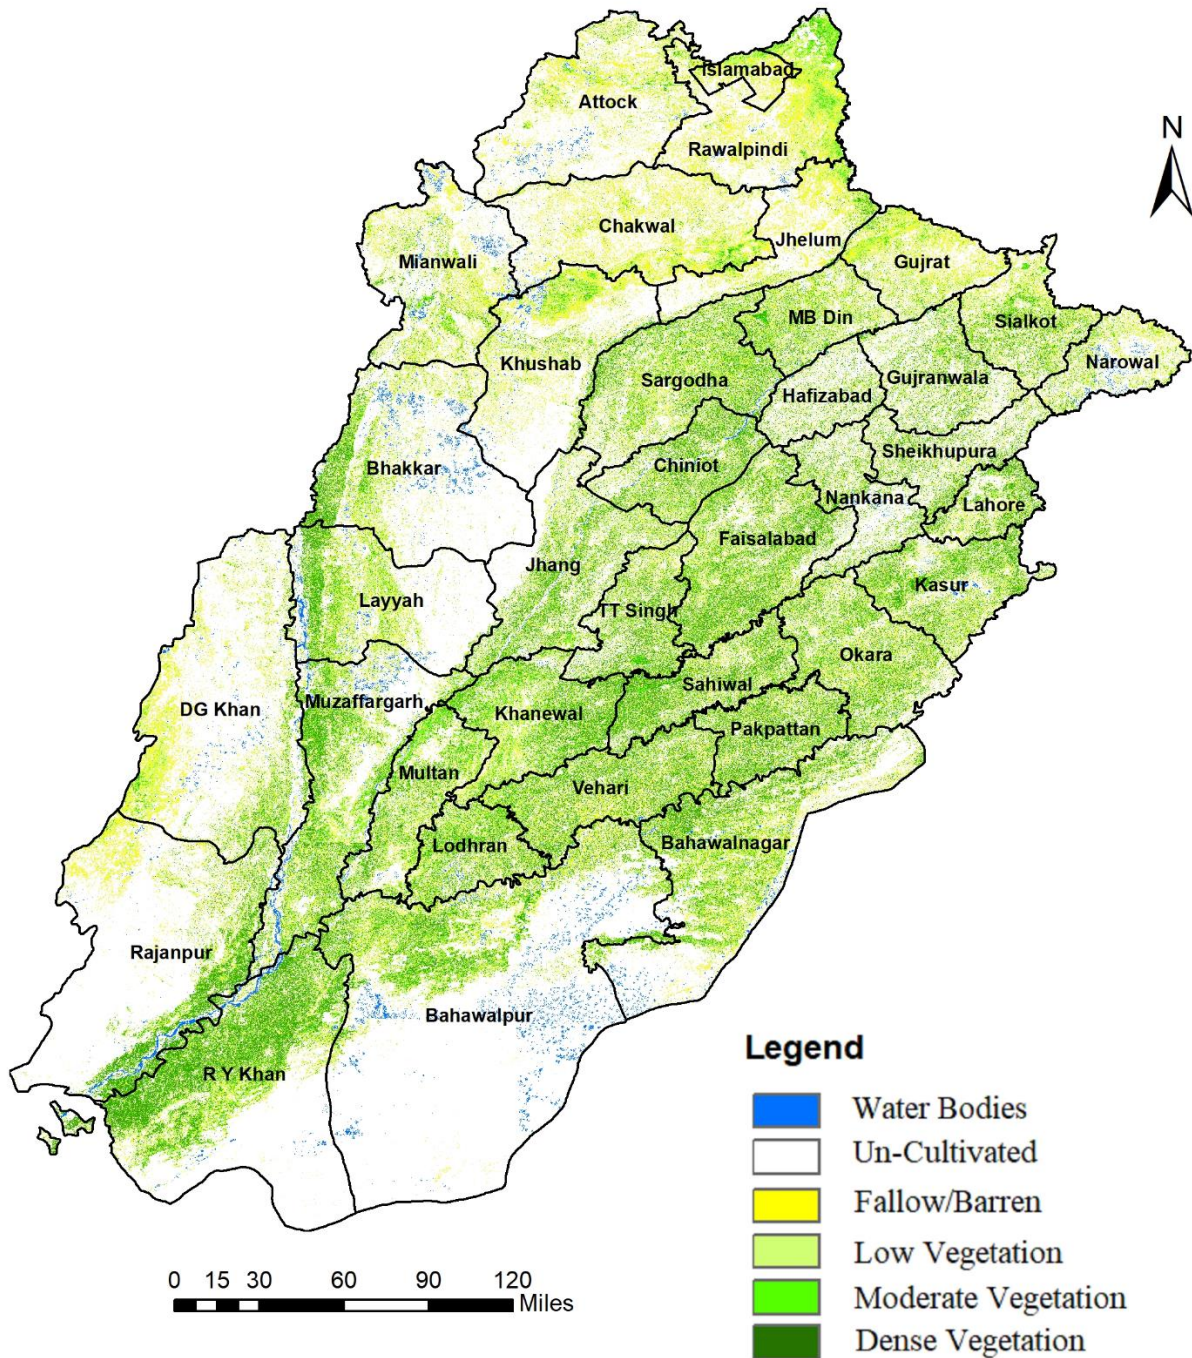 Islamabad
Attock
N
Rawalpindi
Chakwal
Jhelum
Mianwali
Gujrat
MB Din
Sialkot
Khushab
Narowal
Sargodha
Gujranwala
Hafizabad
Bhakkar
Chiniot
Sheikhupura
Nankana
Lahore
Faisalabad
Jhang
Kasur
Layyah
TT Singh
Okara
Sahiwal
DG Khan
Muzaffargarh
Khanewal
Pakpattan
Multan
Vehari
Lodhran
Bahawalnagar
Rajanpur
Bahawalpur
R Y Khan
Legend
Water Bodies
Un-Cultivated
Fallow/Barren
Low Vegetation
Moderate Vegetation
Dense Vegetation
0 15 30 60 90 120
Miles